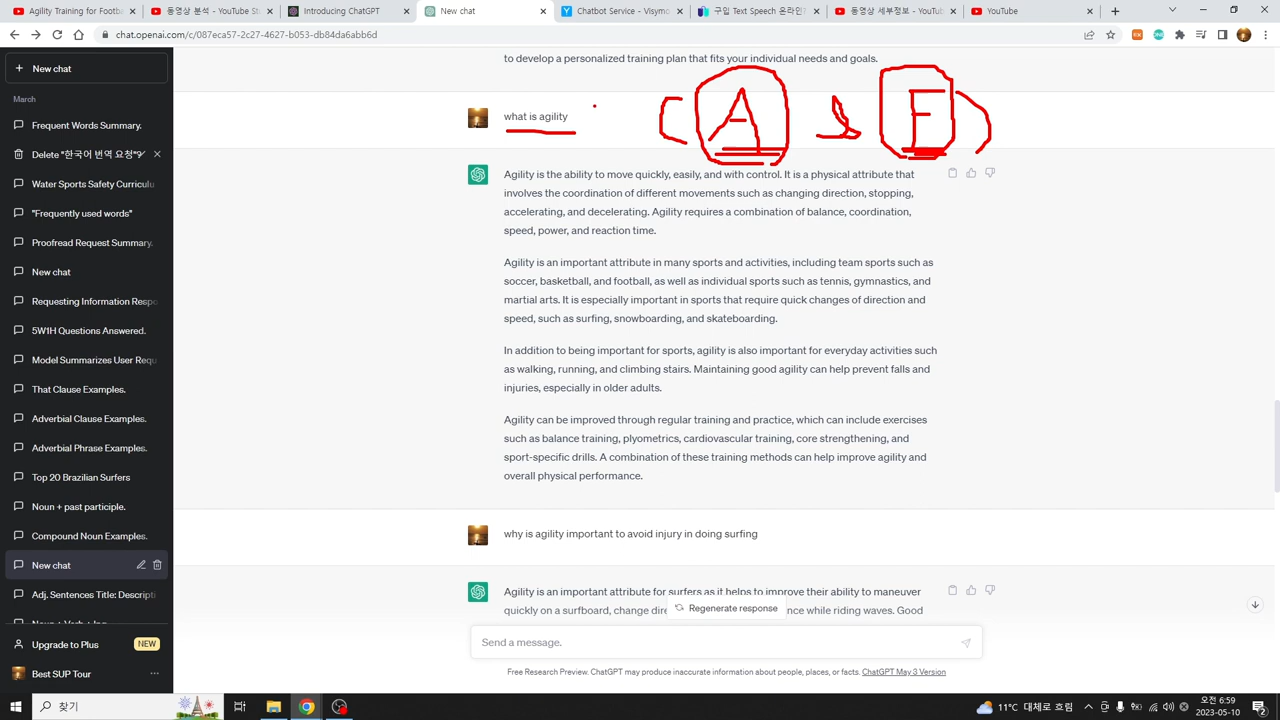 Agility Training for Footba
동영상 분석 - YouTube St
Introducing ChatGPT
New chat
Chatbot Service - Visymo
구입 Text Speech 온라인
동영상 세부정보 - YouTube
YouTube
chat.openai.com/c/087eca57-2c27-4627-b053-db84da6abb6d
New chat
March
Frequent Words Summary.
Delete "한국어 번역 요청"?
Water Sports Safety Curriculu
"Frequently used words"
Proofread Request Summary.
New chat
Requesting Information Respo
5W1H Questions Answered.
Model Summarizes User Requ
That Clause Examples.
Adverbial Clause Examples.
Adverbial Phrase Examples.
Top 20 Brazilian Surfers
Noun + past participle.
Compound Noun Examples.
New chat
Adj. Sentences Title: Descripti
Noun + Verb + Ing
Upgrade to Plus
NEW
Best SUP Tour
to develop a personalized training plan that fits your individual needs and goals.
A
E
what is agility
Agility is the ability to move quickly, easily, and with control. It is a physical attribute that
involves the coordination of different movements such as changing direction, stopping,
accelerating, and decelerating. Agility requires a combination of balance, coordination,
speed, power, and reaction time.
Agility is an important attribute in many sports and activities, including team sports such as
soccer, basketball, and football, as well as individual sports such as tennis, gymnastics, and
martial arts. It is especially important in sports that require quick changes of direction and
speed, such as surfing, snowboarding, and skateboarding.
In addition to being important for sports, agility is also important for everyday activities such
as walking, running, and climbing stairs. Maintaining good agility can help prevent falls and
injuries, especially in older adults.
Agility can be improved through regular training and practice, which can include exercises
such as balance training, plyometrics, cardiovascular training, core strengthening, and
sport-specific drills. A combination of these training methods can help improve agility and
overall physical performance.
why is agility important to avoid injury in doing surfing
Agility is an important attribute for surfers as it helps to improve their ability to maneuver
quickly on a surfboard, change dire
nce while riding waves. Good
Regenerate response
Send a message.
Free Research Preview. ChatGPT may produce inaccurate information about people, places, or facts. ChatGPT May 3 Version
찾기
11°C 대체로 흐림
오전 6:59
2023-05-10
2